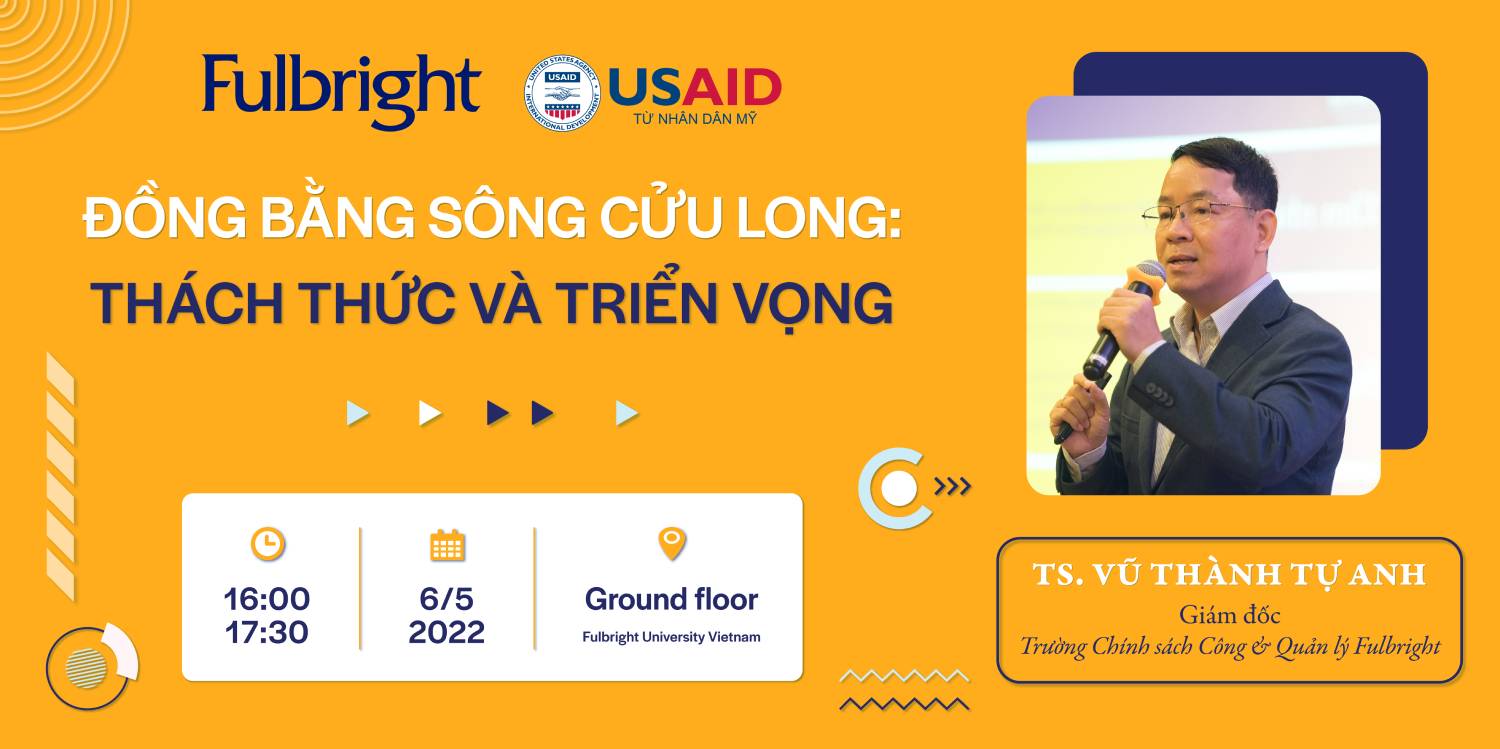 Fulbright
UNITED STATES AGENCY
USAID
INTERNATIONAL DEVELOPMENT
USAID
TỪ NHÂN DÂN MỸ
ĐỒNG BẰNG SÔNG CỬU LONG:
THÁCH THỨC VÀ TRIỂN VỌNG
16:00
17:30
6/5
2022
Ground floor
Fulbright University Vietnam
TS. VŨ THÀNH TỰ ANH
Giám đốc
Trường Chính sách Công & Quản lý Fulbright